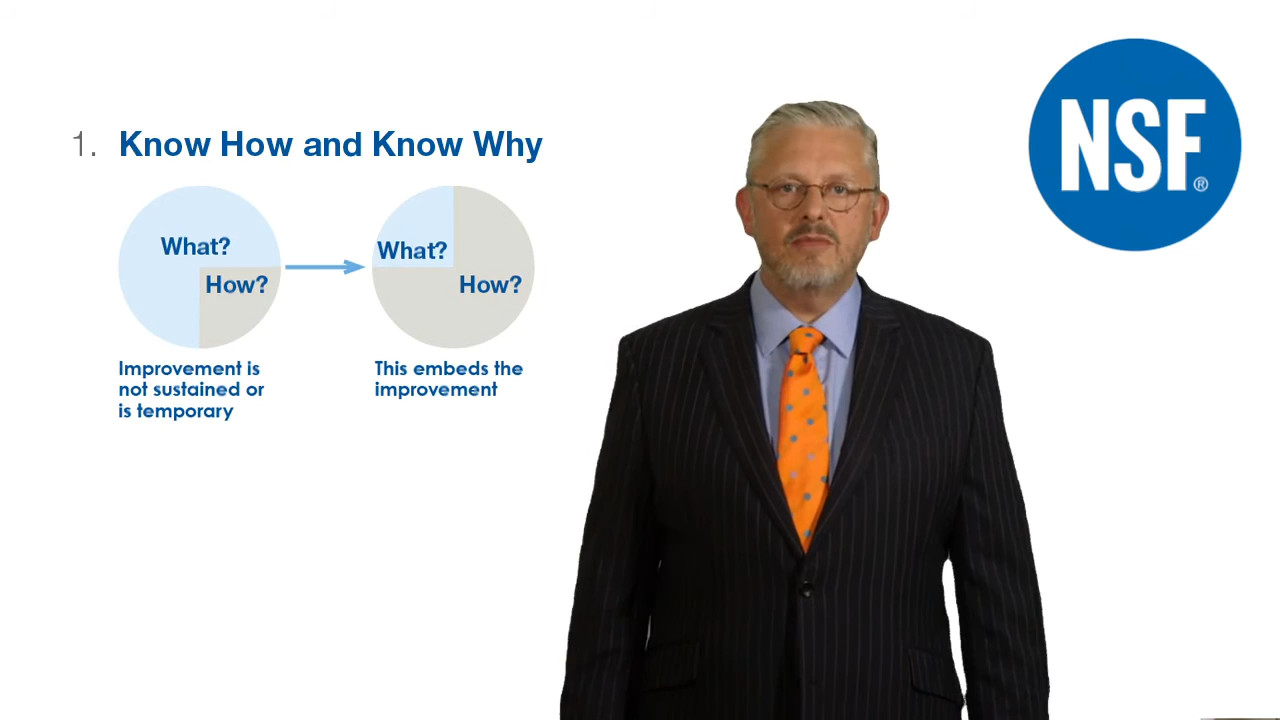 1. Know How and Know Why
What?
How?
What?
How?
Improvement is
not sustained or
is temporary
This embeds the
improvement
NSF®